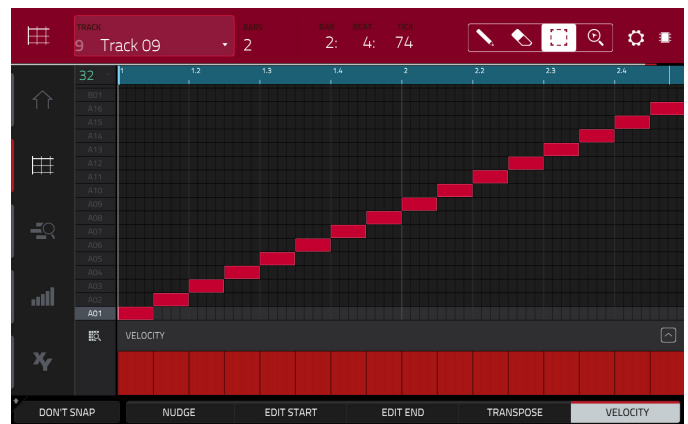 TRACK BARS BAR BEAT TICK
9 Track 09 2 2: 4: 74
32 1 1.2 1.3 1.4 2 2.2 2.3 2.4
B01
A16
A15
A14
A13
A12
A11
A10
A09
A08
A07
A06
A05
A04
A03
A02
A01
VELOCITY
XY
DON'T SNAP NUDGE EDIT START EDIT END TRANSPOSE VELOCITY